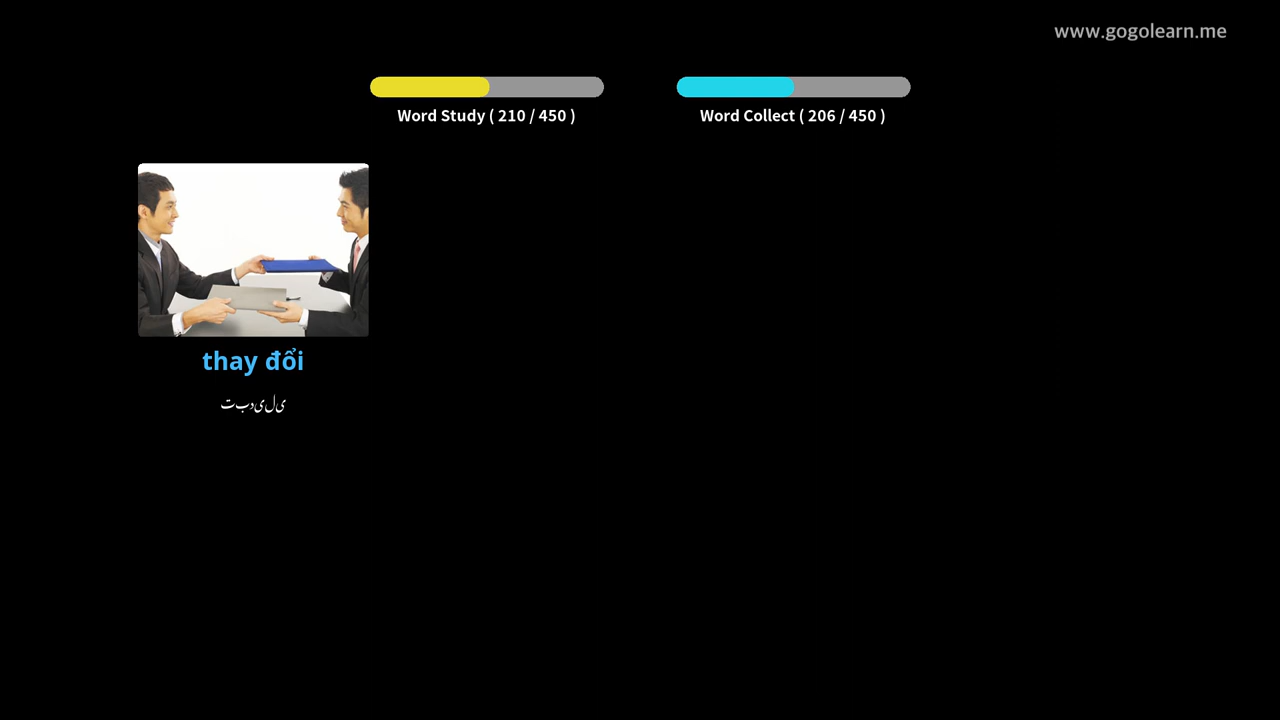 www.gogolearn.me
Word Study ( 210 / 450 )
Word Collect ( 206 / 450 )
thay đổi
تبدیلی